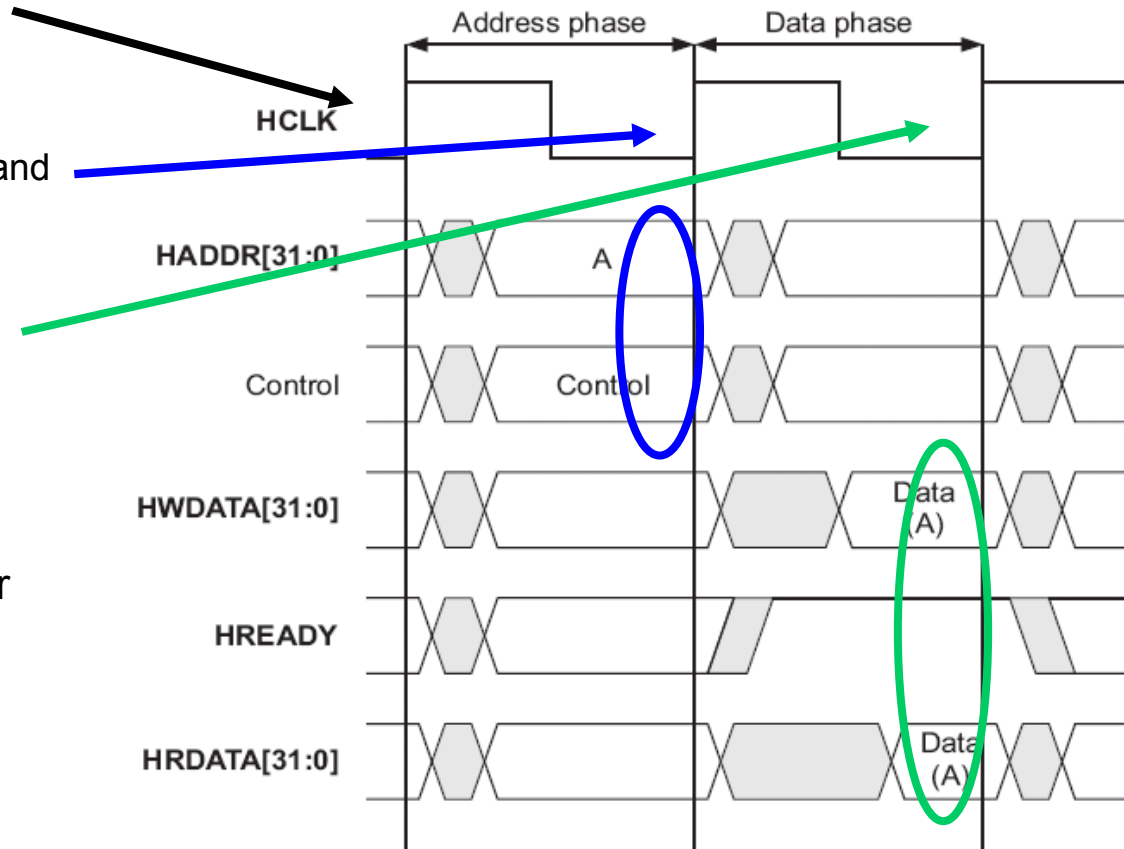 Address phase Data phase
HCLK
and
HADDR[31:0] A
Control Control
HWDATA[31:0] Data
(A)
r
HREADY
HRDATA[31:0] Data
(A)